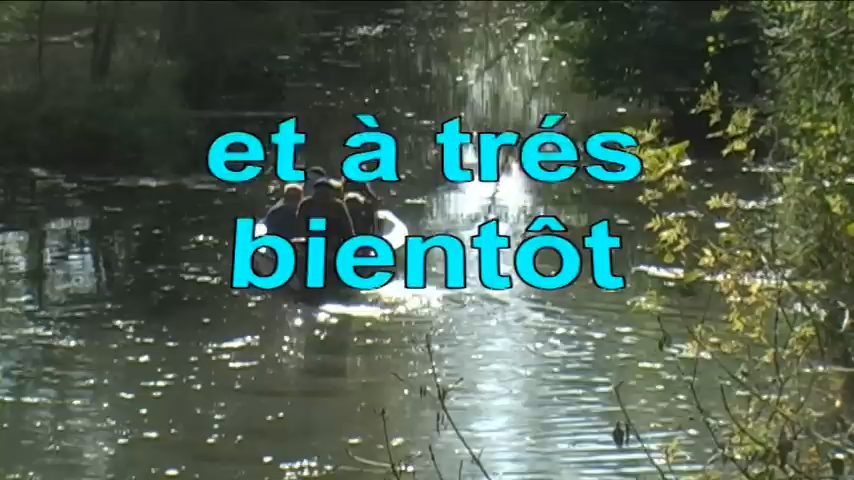 et à trés
bientôt